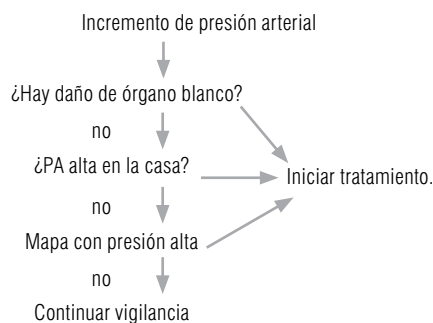 Incremento de presión arterial
¿Hay daño de órgano blanco?
no
¿PA alta en la casa?
Iniciar tratamiento.
no
Mapa con presión alta
no
Continuar vigilancia